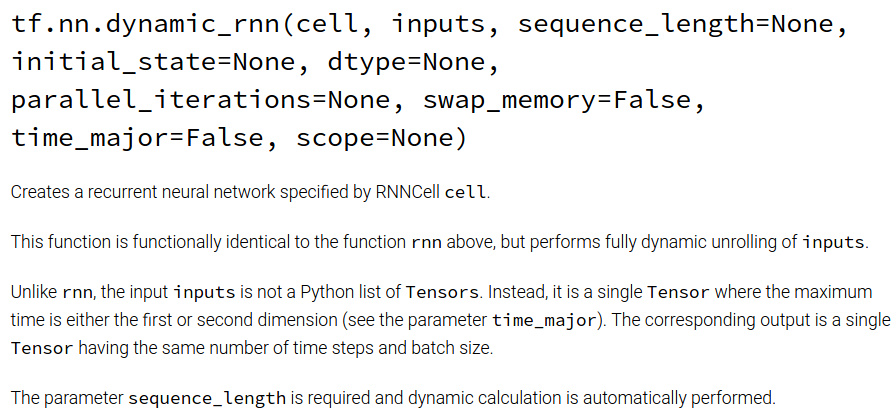 tf.nn.dynamic_rnn(cell, inputs, sequence_length=None,
initial_state=None, dtype=None,
parallel_iterations=None, swap_memory=False,
time_major=False, scope=None)
Creates a recurrent neural network specified by RNNCell cell.
This function is functionally identical to the function rnn above, but performs fully dynamic unrolling of inputs.
Unlike rnn, the input inputs is not a Python list of Tensors. Instead, it is a single Tensor where the maximum
time is either the first or second dimension (see the parameter time_major). The corresponding output is a single
Tensor having the same number of time steps and batch size.
The parameter sequence_length is required and dynamic calculation is automatically performed.